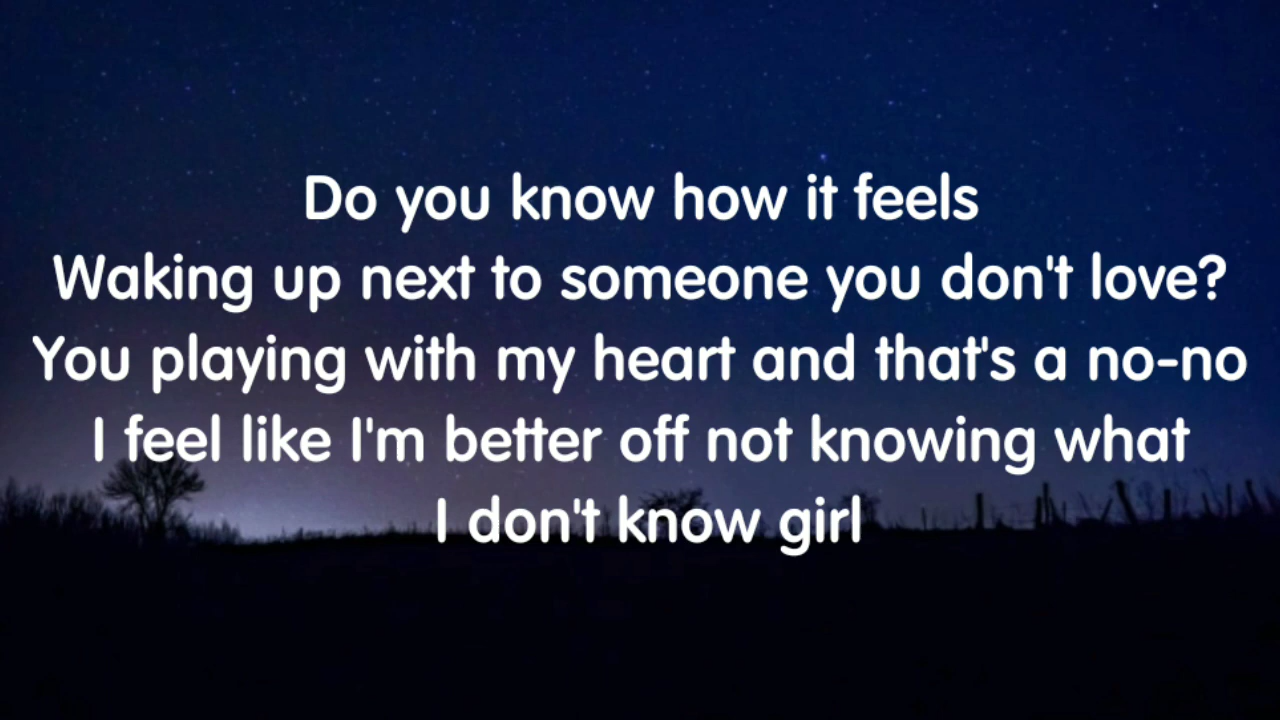 Do you know how it feels
Waking up next to someone you don't love?
You playing with my heart and that's a no-no
I feel like I'm better off not knowing what
I don't know girl